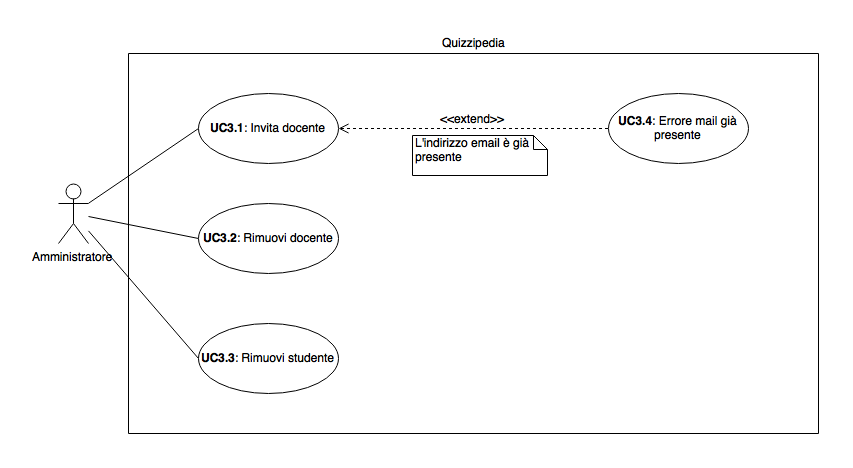 Quizzipedia
UC3.1: Invita docente
<<extend>>
L'indirizzo email è già
presente
UC3.4: Errore mail già
presente
Amministratore
UC3.2: Rimuovi docente
UC3.3: Rimuovi studente